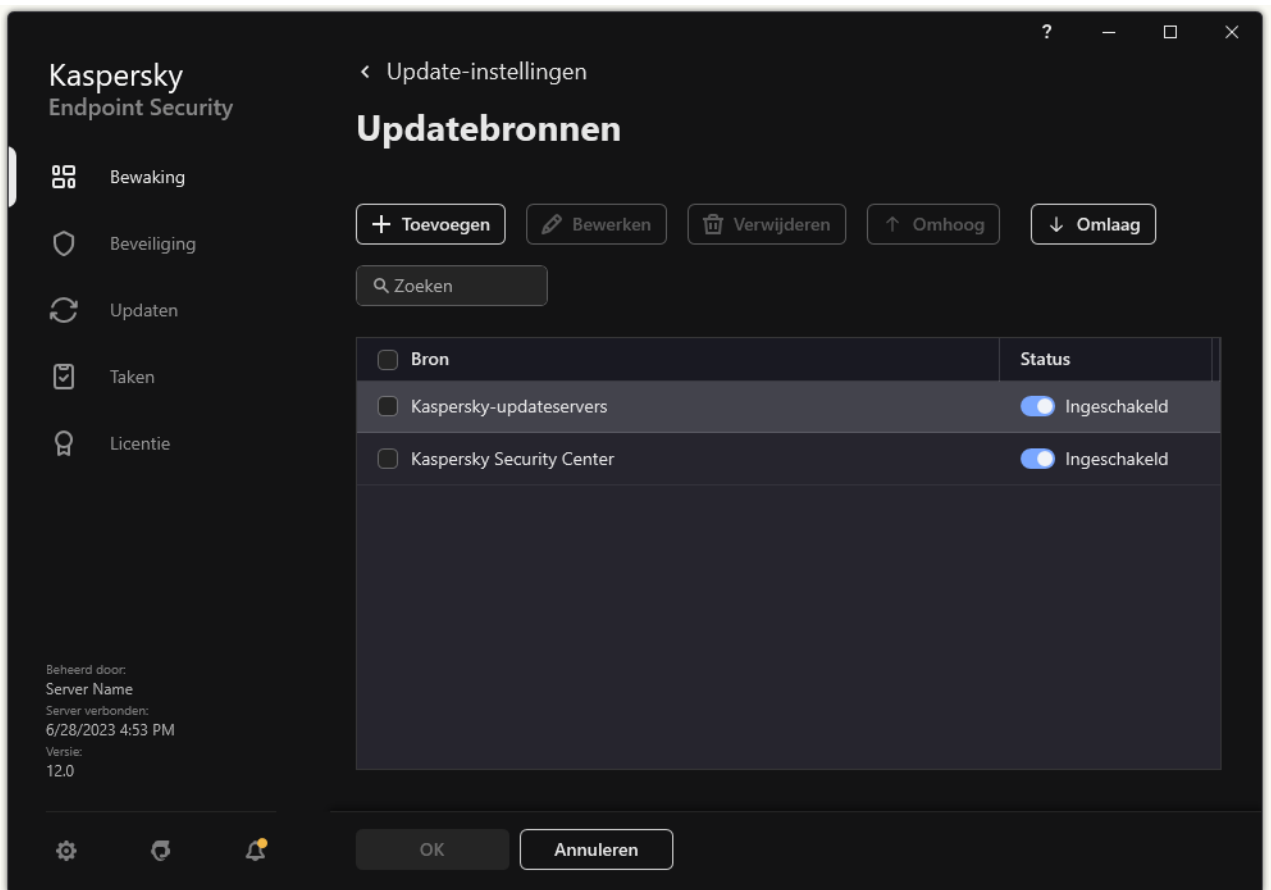 ?
Kaspersky
Endpoint Security
Bewaking
Beveiliging
Updaten
Taken
Licentie
Beheerd door:
Server Name
Server verbonden:
6/28/2023 4:53 PM
Versie:
12.0
Update-instellingen
Updatebronnen
Toevoegen Bewerken Verwijderen Omhoog Omlaag
Zoeken
Bron Status
Kaspersky-updateservers Ingeschakeld
Kaspersky Security Center Ingeschakeld
OK Annuleren